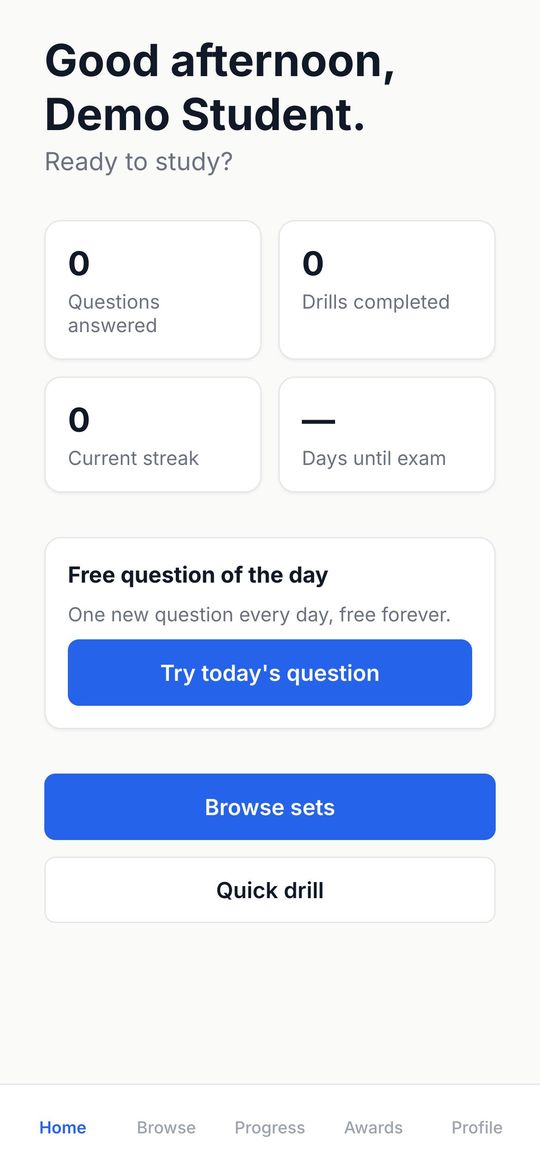 Good afternoon,
Demo Student.
Ready to study?
0
Questions
answered
0
Drills completed
0
Current streak
—
Days until exam
Free question of the day
One new question every day, free forever.
Try today's question
Browse sets
Quick drill
Home
Browse
Progress
Awards
Profile